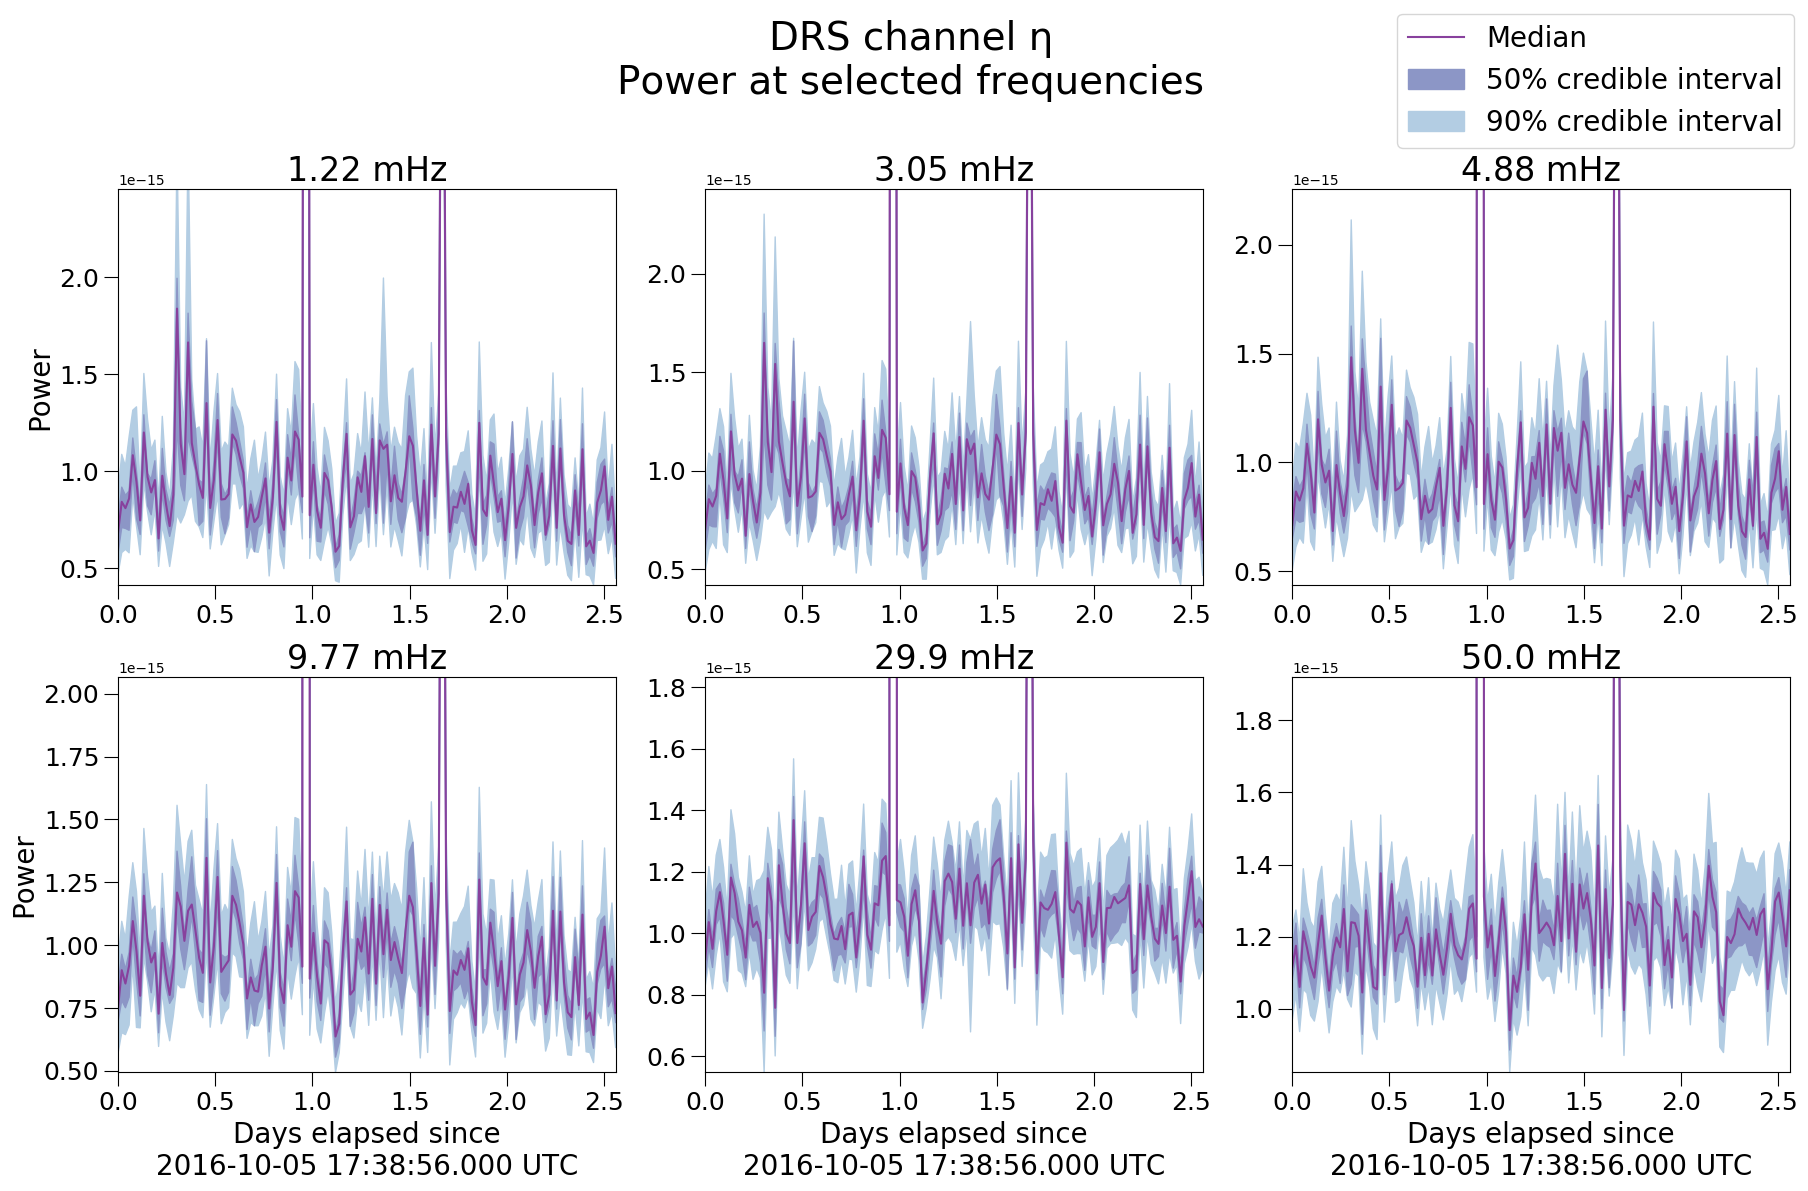 DRS channel η
Power at selected frequencies
Median
50% credible interval
90% credible interval
1.22 mHz
3.05 mHz
4.88 mHz
1e−15
1e−15
1e−15
Power
2.0
1.5
1.0
0.5
0.0 0.5 1.0 1.5 2.0 2.5
2.0
1.5
1.0
0.5
0.0 0.5 1.0 1.5 2.0 2.5
2.0
1.5
1.0
0.5
0.0 0.5 1.0 1.5 2.0 2.5
9.77 mHz
29.9 mHz
50.0 mHz
1e−15
1e−15
1e−15
Power
2.00
1.75
1.50
1.25
1.00
0.75
0.50
0.0 0.5 1.0 1.5 2.0 2.5
Days elapsed since
2016-10-05 17:38:56.000 UTC
1.8
1.6
1.4
1.2
1.0
0.8
0.6
0.0 0.5 1.0 1.5 2.0 2.5
Days elapsed since
2016-10-05 17:38:56.000 UTC
1.8
1.6
1.4
1.2
1.0
0.0 0.5 1.0 1.5 2.0 2.5
Days elapsed since
2016-10-05 17:38:56.000 UTC